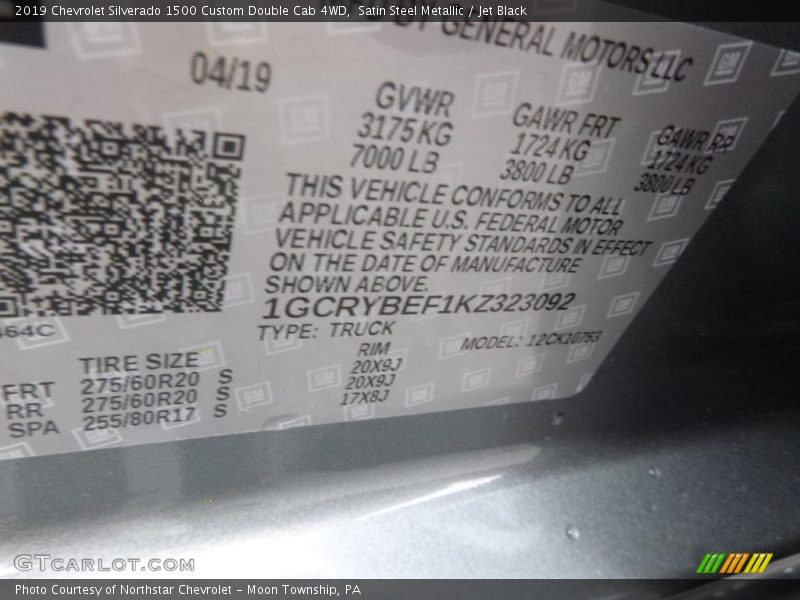 2019 Chevrolet Silverado 1500 Custom Double Cab 4WD, Satin Steel Metallic / Jet Black
BY GENERAL MOTORS LLC
04/19
GVWR GAWR FRT GAWR RR
3175 KG 1724 KG 1724 KG
7000 LB 3800 LB 3800 LB
THIS VEHICLE CONFORMS TO ALL
APPLICABLE U.S. FEDERAL MOTOR
VEHICLE SAFETY STANDARDS IN EFFECT
ON THE DATE OF MANUFACTURE
SHOWN ABOVE.
1GCRYBEF1KZ323092
464C
TYPE: TRUCK
MODEL: 12CK10753
TIRE SIZE RIM
FRT 275/60R20 S 20X9J
RR 275/60R20 S 20X9J
SPA 255/80R17 S 17X8J
GTCARLOT.COM
Photo Courtesy of Northstar Chevrolet - Moon Township, PA